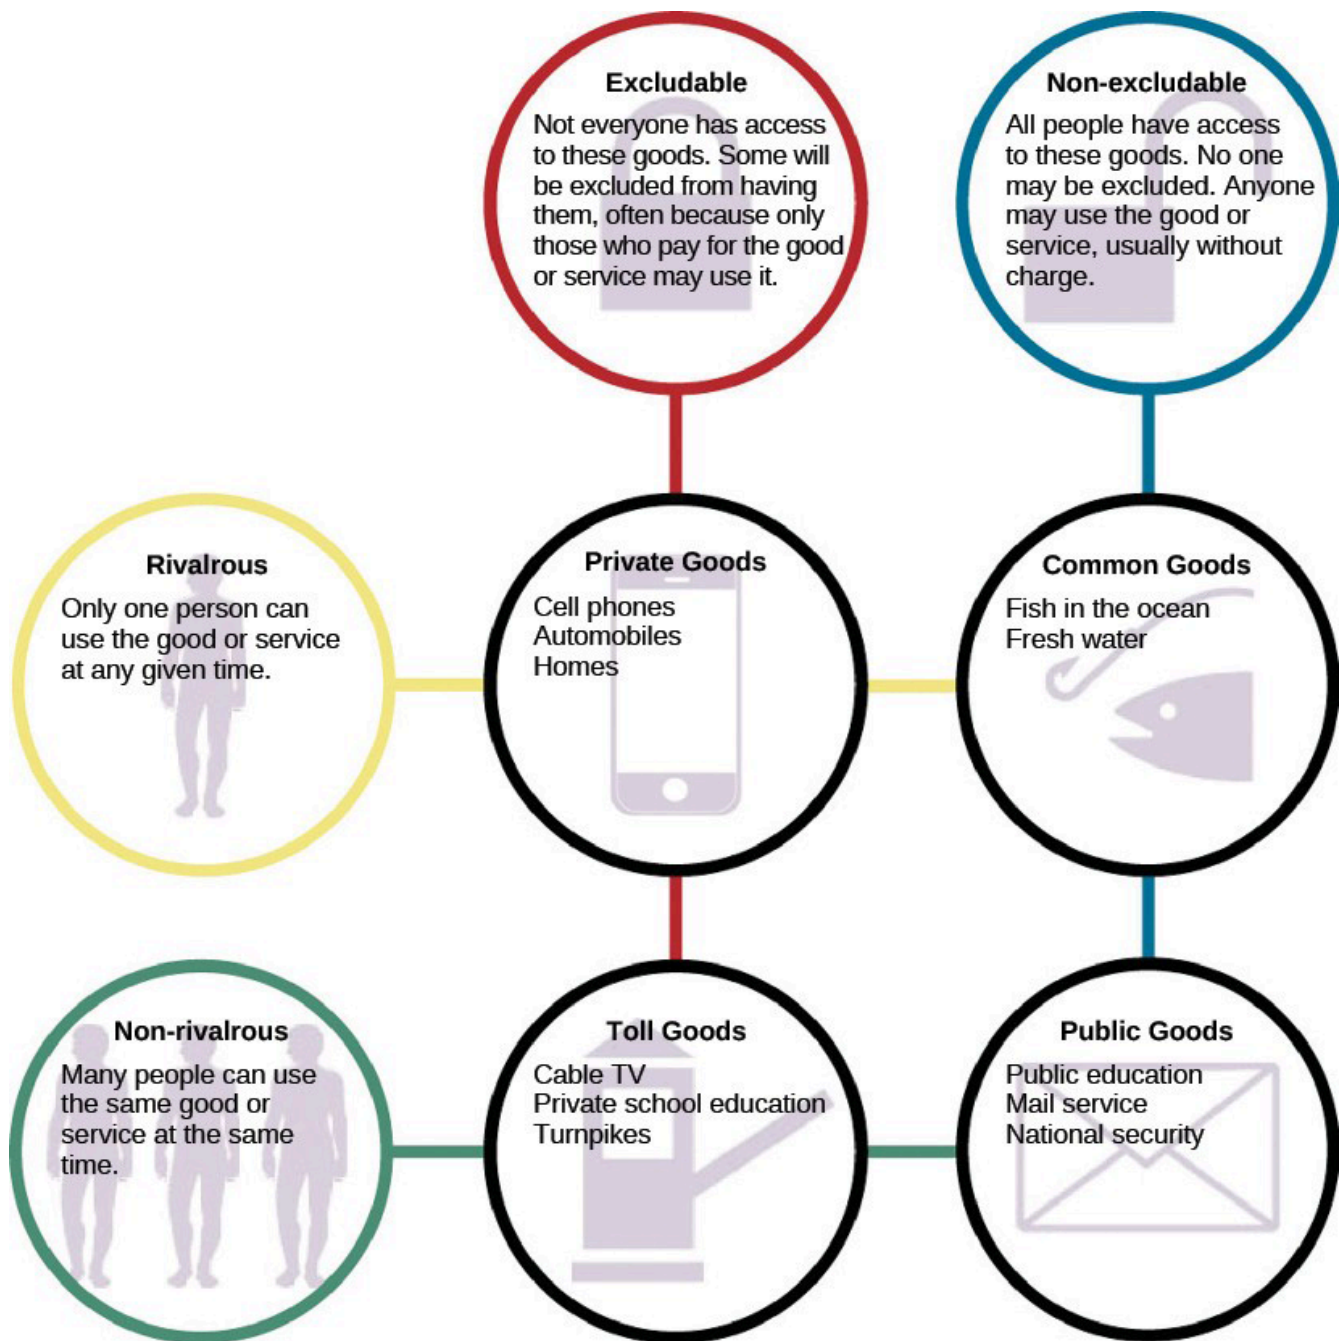 Excludable
Not everyone has access
to these goods. Some will
be excluded from having
them, often because only
those who pay for the good
or service may use it.
Non-excludable
All people have access
to these goods. No one
may be excluded. Anyone
may use the good or
service, usually without
charge.
Rivalrous
Only one person can
use the good or service
at any given time.
Private Goods
Cell phones
Automobiles
Homes
Common Goods
Fish in the ocean
Fresh water
Non-rivalrous
Many people can use
the same good or
service at the same
time.
Toll Goods
Cable TV
Private school education
Turnpikes
Public Goods
Public education
Mail service
National security